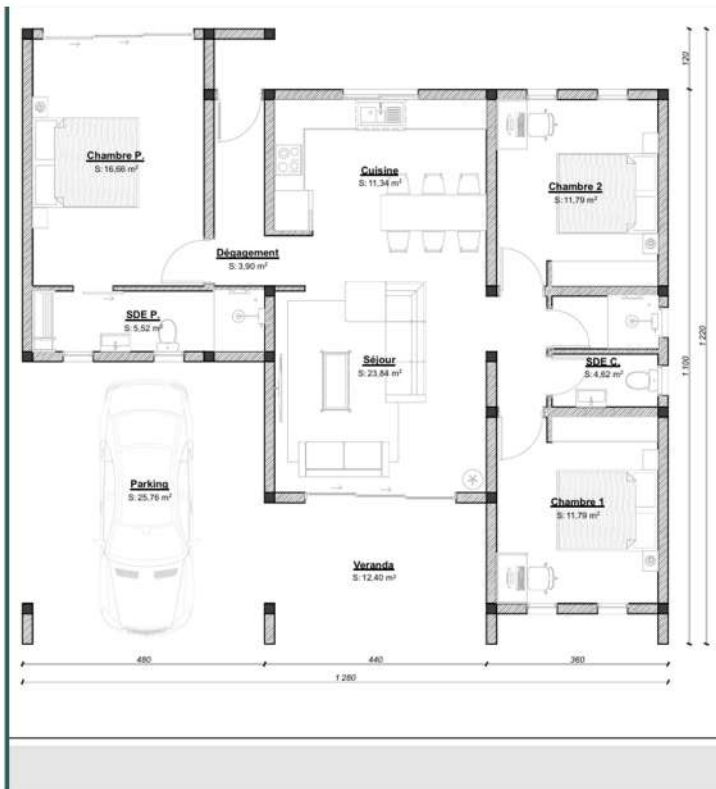 Chambre P.
S: 16,66 m²
Cuisine
S: 11,34 m²
Chambre 2
S: 11,79 m²
Dégagement
S: 3,90 m²
SDE P.
S: 5,52 m²
Séjour
S: 23,84 m²
SDE C.
S: 4,62 m²
Parking
S: 25,76 m²
Chambre 1
S: 11,79 m²
Veranda
S: 12,40 m²
120
1 100
1 220
480
440
360
1 280